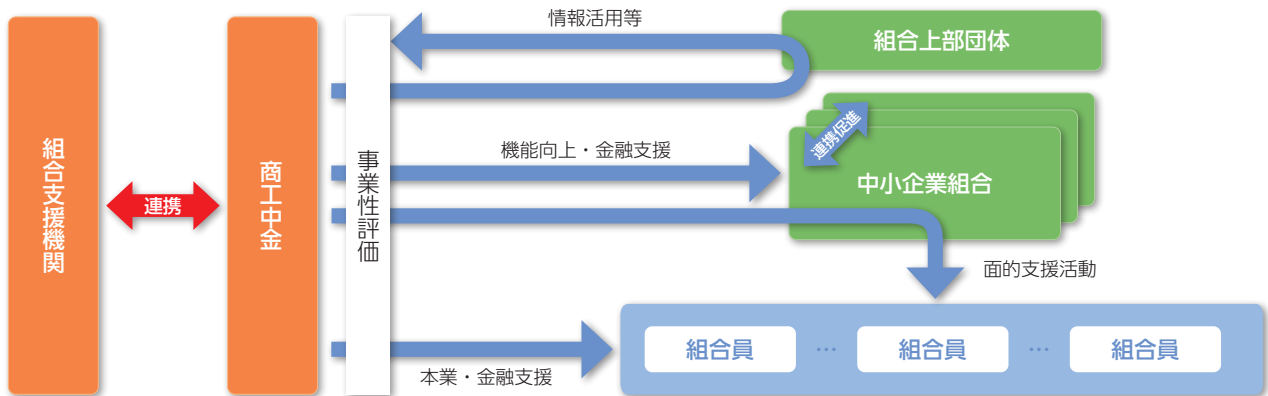 組合支援機関
連携
商工中金
事業性評価
情報活用等
組合上部団体
連携促進
機能向上・金融支援
中小企業組合
面的支援活動
本業・金融支援
組合員 … 組合員 … 組合員